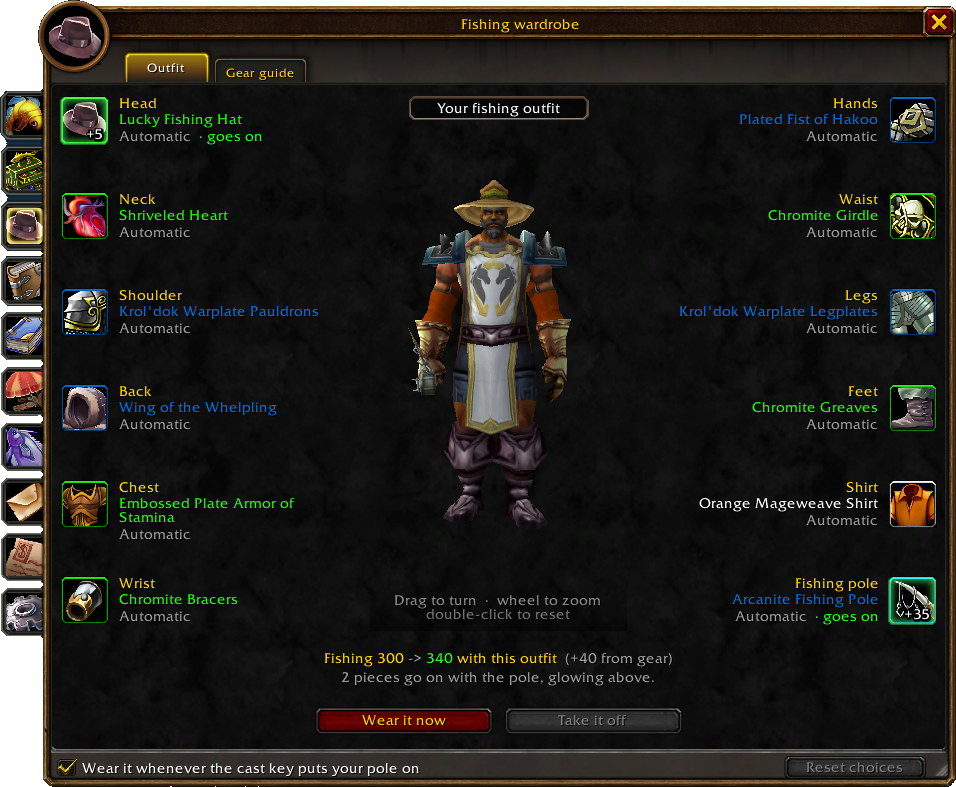 Fishing wardrobe
Outfit
Gear guide
Your fishing outfit
Head
Lucky Fishing Hat
Automatic · goes on
+5
Neck
Shriveled Heart
Automatic
Shoulder
Krol'dok Warplate Pauldrons
Automatic
Back
Wing of the Whelpling
Automatic
Chest
Embossed Plate Armor of
Stamina
Automatic
Wrist
Chromite Bracers
Automatic
Hands
Plated Fist of Hakoo
Automatic
Waist
Chromite Girdle
Automatic
Legs
Krol'dok Warplate Legplates
Automatic
Feet
Chromite Greaves
Automatic
Shirt
Orange Mageweave Shirt
Automatic
Fishing pole
Arcanite Fishing Pole
Automatic · goes on
+35
Drag to turn · wheel to zoom
double-click to reset
Fishing 300 -> 340 with this outfit (+40 from gear)
2 pieces go on with the pole, glowing above.
Wear it now
Take it off
Wear it whenever the cast key puts your pole on
Reset choices